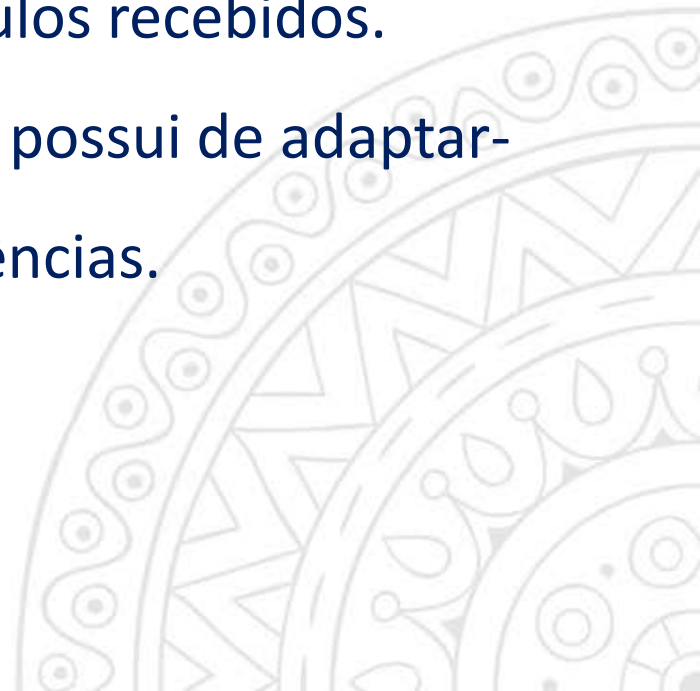 ulos recebidos.
possui de adaptar-
encias.